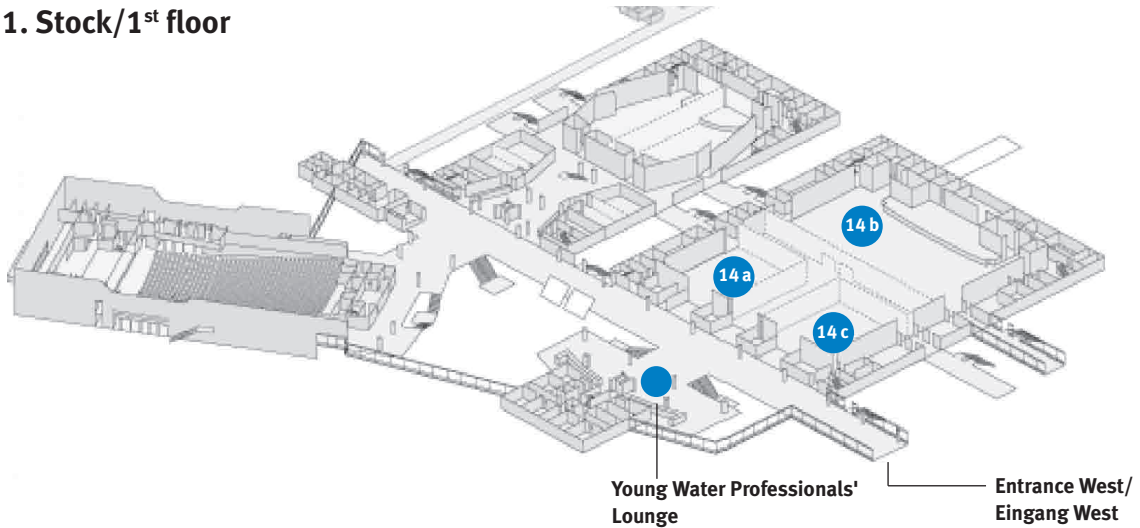 1. Stock/1st floor
14 b
14 a
14 c
Young Water Professionals'
Lounge
Entrance West/
Eingang West